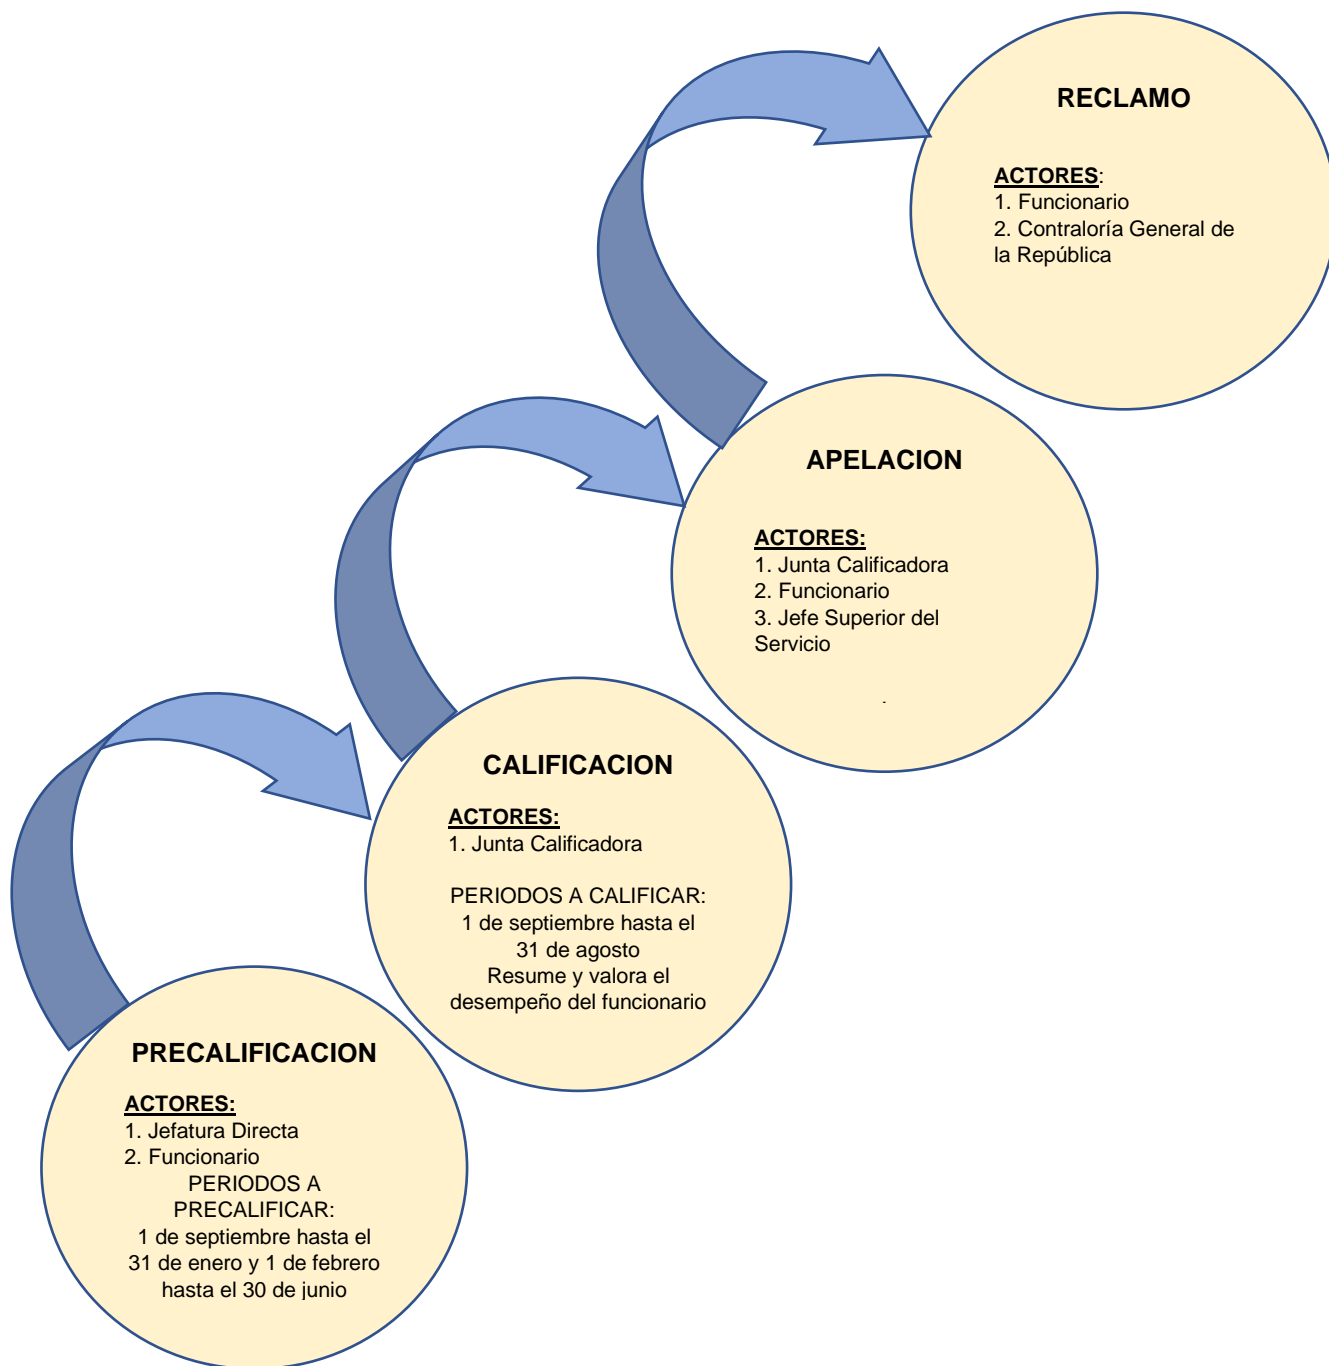 RECLAMO
ACTORES:
1. Funcionario
2. Contraloría General de
la República
APELACION
ACTORES:
1. Junta Calificadora
2. Funcionario
3. Jefe Superior del
Servicio
.
CALIFICACION
ACTORES:
1. Junta Calificadora
PERIODOS A CALIFICAR:
1 de septiembre hasta el
31 de agosto
Resume y valora el
desempeño del funcionario
PRECALIFICACION
ACTORES:
1. Jefatura Directa
2. Funcionario
PERIODOS A
PRECALIFICAR:
1 de septiembre hasta el
31 de enero y 1 de febrero
hasta el 30 de junio